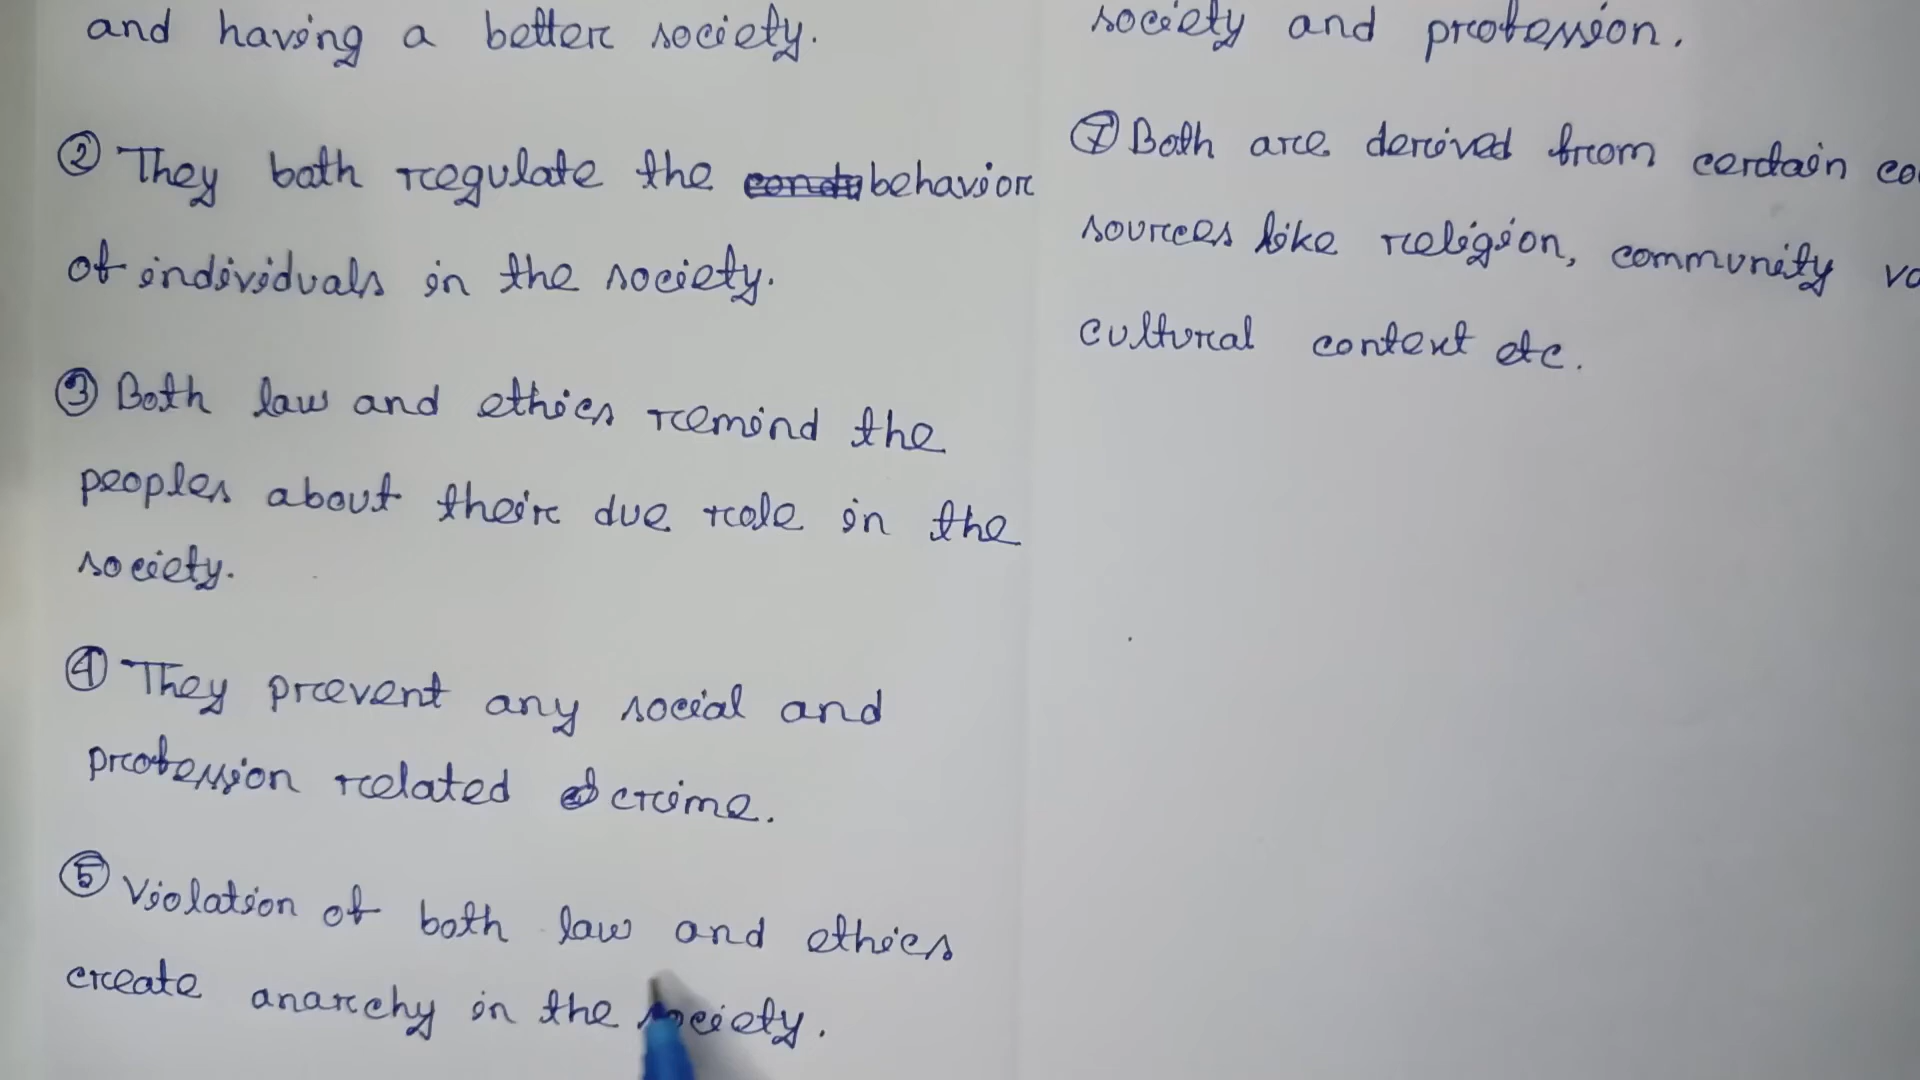 and having a better society.
② They both regulate the behavior
of individuals in the society.
③ Both law and ethics remind the
peoples about their due role in the
society.
④ They prevent any social and
profession related crime.
⑤ Violation of both law and ethics
create anarchy in the society.
society and profession.
⑦ Both are derived from certain
sources like religion, community
cultural context etc.